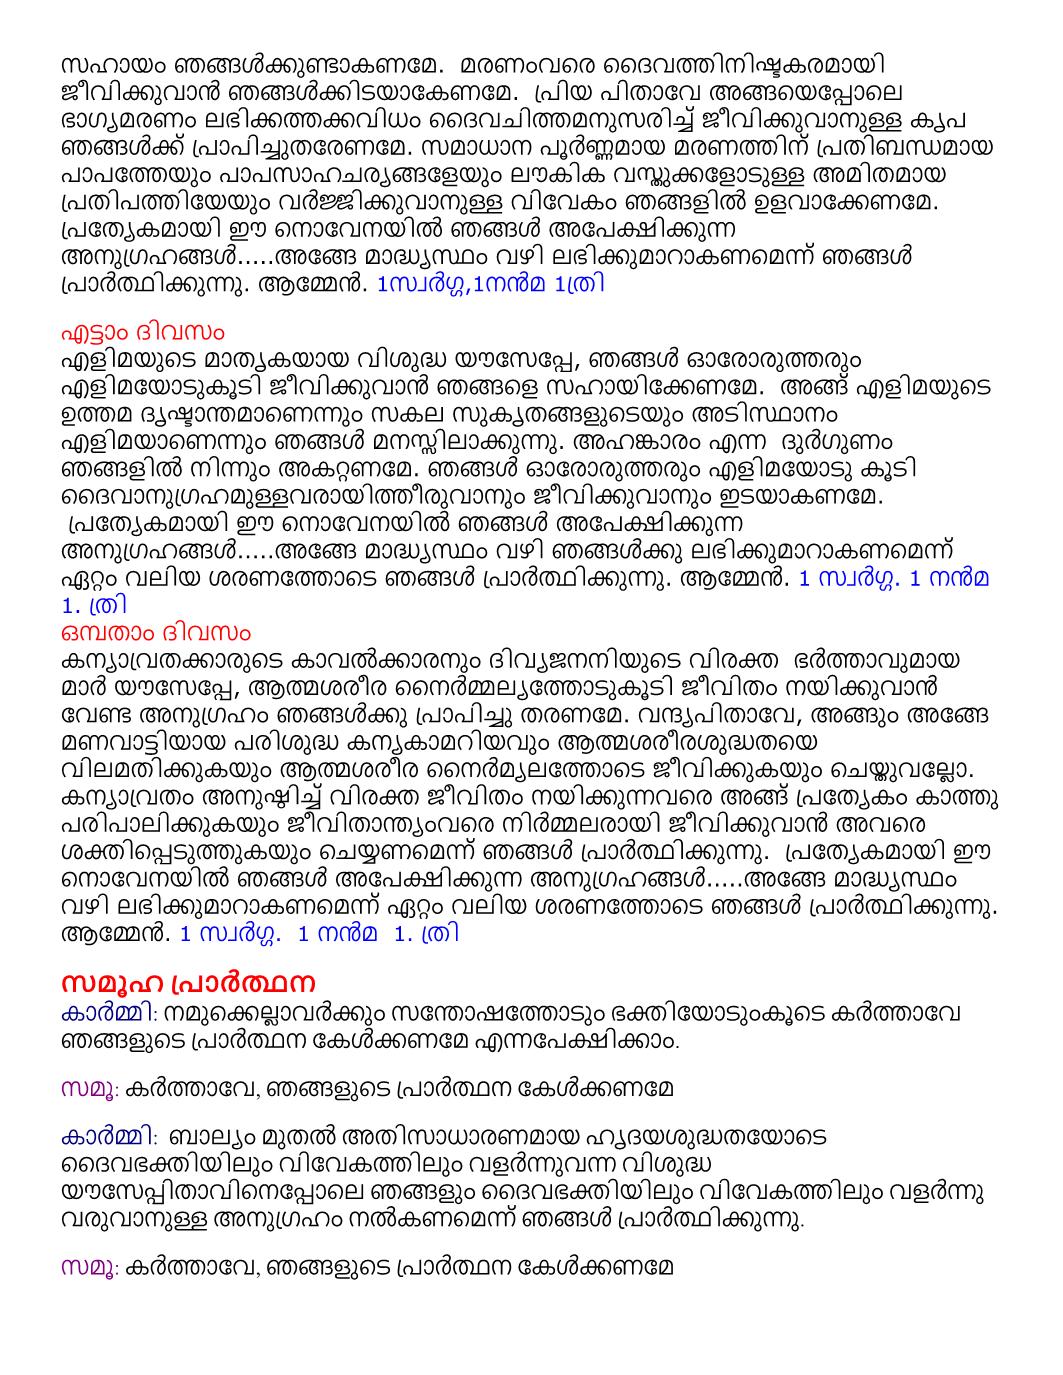 സഹായം ഞങ്ങൾക്കുണ്ടാകണമേ.  മരണംവരെ ദൈവത്തിനിഷ്ടകരമായി
ജീവിക്കുവാൻ ഞങ്ങൾക്കിടയാകേണമേ.  പ്രിയ പിതാവേ അങ്ങയെപ്പോലെ
ഭാഗ്യമരണം ലഭിക്കത്തക്കവിധം ദൈവചിത്തമനുസരിച്ച് ജീവിക്കുവാനുള്ള കൃപ
ഞങ്ങൾക്ക് പ്രാപിച്ചുതരേണമേ. സമാധാന പൂർണ്ണമായ മരണത്തിന് പ്രതിബന്ധമായ
പാപത്തേയും പാപസാഹചര്യങ്ങളേയും ലൗകിക വസ്തുക്കളോടുള്ള അമിതമായ
പ്രതിപത്തിയേയും വർജ്ജിക്കുവാനുള്ള വിവേകം ഞങ്ങളിൽ ഉളവാക്കേണമേ.
പ്രത്യേകമായി ഈ നൊവേനയിൽ ഞങ്ങൾ അപേക്ഷിക്കുന്ന
അനുഗ്രഹങ്ങൾ.....അങ്ങേ മാദ്ധ്യസ്ഥം വഴി ലഭിക്കുമാറാകണമെന്ന് ഞങ്ങൾ
പ്രാർത്ഥിക്കുന്നു. ആമ്മേൻ. 1സ്വർഗ്ഗ,1നൻമ 1ത്രി
എട്ടാം ദിവസം
എളിമയുടെ മാതൃകയായ വിശുദ്ധ യൗസേപ്പേ, ഞങ്ങൾ ഓരോരുത്തരും
എളിമയോടുകൂടി ജീവിക്കുവാൻ ഞങ്ങളെ സഹായിക്കേണമേ.  അങ്ങ് എളിമയുടെ
ഉത്തമ ദൃഷ്ടാന്തമാണെന്നും സകല സുകൃതങ്ങളുടെയും അടിസ്ഥാനം
എളിമയാണെന്നും ഞങ്ങൾ മനസ്സിലാക്കുന്നു. അഹങ്കാരം എന്ന  ദുർഗുണം
ഞങ്ങളിൽ നിന്നും അകറ്റണമേ. ഞങ്ങൾ ഓരോരുത്തരും എളിമയോടു കൂടി
ദൈവാനുഗ്രഹമുള്ളവരായിത്തീരുവാനും ജീവിക്കുവാനും ഇടയാകണമേ.
പ്രത്യേകമായി ഈ നൊവേനയിൽ ഞങ്ങൾ അപേക്ഷിക്കുന്ന
അനുഗ്രഹങ്ങൾ.....അങ്ങേ മാദ്ധ്യസ്ഥം വഴി ഞങ്ങൾക്കു ലഭിക്കുമാറാകണമെന്ന്
ഏറ്റം വലിയ ശരണത്തോടെ ഞങ്ങൾ പ്രാർത്ഥിക്കുന്നു. ആമ്മേൻ. 1 സ്വർഗ്ഗ. 1 നൻമ
1. ത്രി
ഒമ്പതാം ദിവസം
കന്യാവ്രതക്കാരുടെ കാവൽക്കാരനും ദിവ്യജനനിയുടെ വിരക്ത  ഭർത്താവുമായ
മാർ യൗസേപ്പേ, ആത്മശരീര നൈർമ്മല്യത്തോടുകൂടി ജീവിതം നയിക്കുവാൻ
വേണ്ട അനുഗ്രഹം ഞങ്ങൾക്കു പ്രാപിച്ചു തരണമേ. വന്ദ്യപിതാവേ, അങ്ങും അങ്ങേ
മണവാട്ടിയായ പരിശുദ്ധ കന്യകാമറിയവും ആത്മശരീരശുദ്ധതയെ
വിലമതിക്കുകയും ആത്മശരീര നൈർമ്യലത്തോടെ ജീവിക്കുകയും ചെയ്തുവല്ലോ.
കന്യാവ്രതം അനുഷ്ഠിച്ച് വിരക്ത ജീവിതം നയിക്കുന്നവരെ അങ്ങ് പ്രത്യേകം കാത്തു
പരിപാലിക്കുകയും ജീവിതാന്ത്യംവരെ നിർമ്മലരായി ജീവിക്കുവാൻ അവരെ
ശക്തിപ്പെടുത്തുകയും ചെയ്യണമെന്ന് ഞങ്ങൾ പ്രാർത്ഥിക്കുന്നു.  പ്രത്യേകമായി ഈ
നൊവേനയിൽ ഞങ്ങൾ അപേക്ഷിക്കുന്ന അനുഗ്രഹങ്ങൾ.....അങ്ങേ മാദ്ധ്യസ്ഥം
വഴി ലഭിക്കുമാറാകണമെന്ന് ഏറ്റം വലിയ ശരണത്തോടെ ഞങ്ങൾ പ്രാർത്ഥിക്കുന്നു.
ആമ്മേൻ. 1 സ്വർഗ്ഗ.  1 നൻമ  1. ത്രി
സമൂഹ പ്രാർത്ഥന
കാർമ്മി: നമുക്കെല്ലാവർക്കും സന്തോഷത്തോടും ഭക്തിയോടുംകൂടെ കർത്താവേ
ഞങ്ങളുടെ പ്രാർത്ഥന കേൾക്കണമേ എന്നപേക്ഷിക്കാം.
സമൂ: കർത്താവേ, ഞങ്ങളുടെ പ്രാർത്ഥന കേൾക്കണമേ
കാർമ്മി:  ബാല്യം മുതൽ അതിസാധാരണമായ ഹൃദയശുദ്ധതയോടെ
ദൈവഭക്തിയിലും വിവേകത്തിലും വളർന്നുവന്ന വിശുദ്ധ
യൗസേപ്പിതാവിനെപ്പോലെ ഞങ്ങളും ദൈവഭക്തിയിലും വിവേകത്തിലും വളർന്നു
വരുവാനുള്ള അനുഗ്രഹം നൽകണമെന്ന് ഞങ്ങൾ പ്രാർത്ഥിക്കുന്നു.
സമൂ: കർത്താവേ, ഞങ്ങളുടെ പ്രാർത്ഥന കേൾക്കണമേ